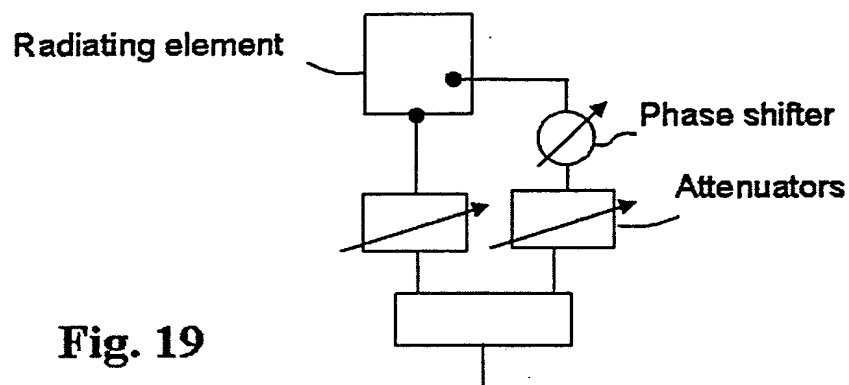 Radiating element
Phase shifter
Attenuators
Fig. 19